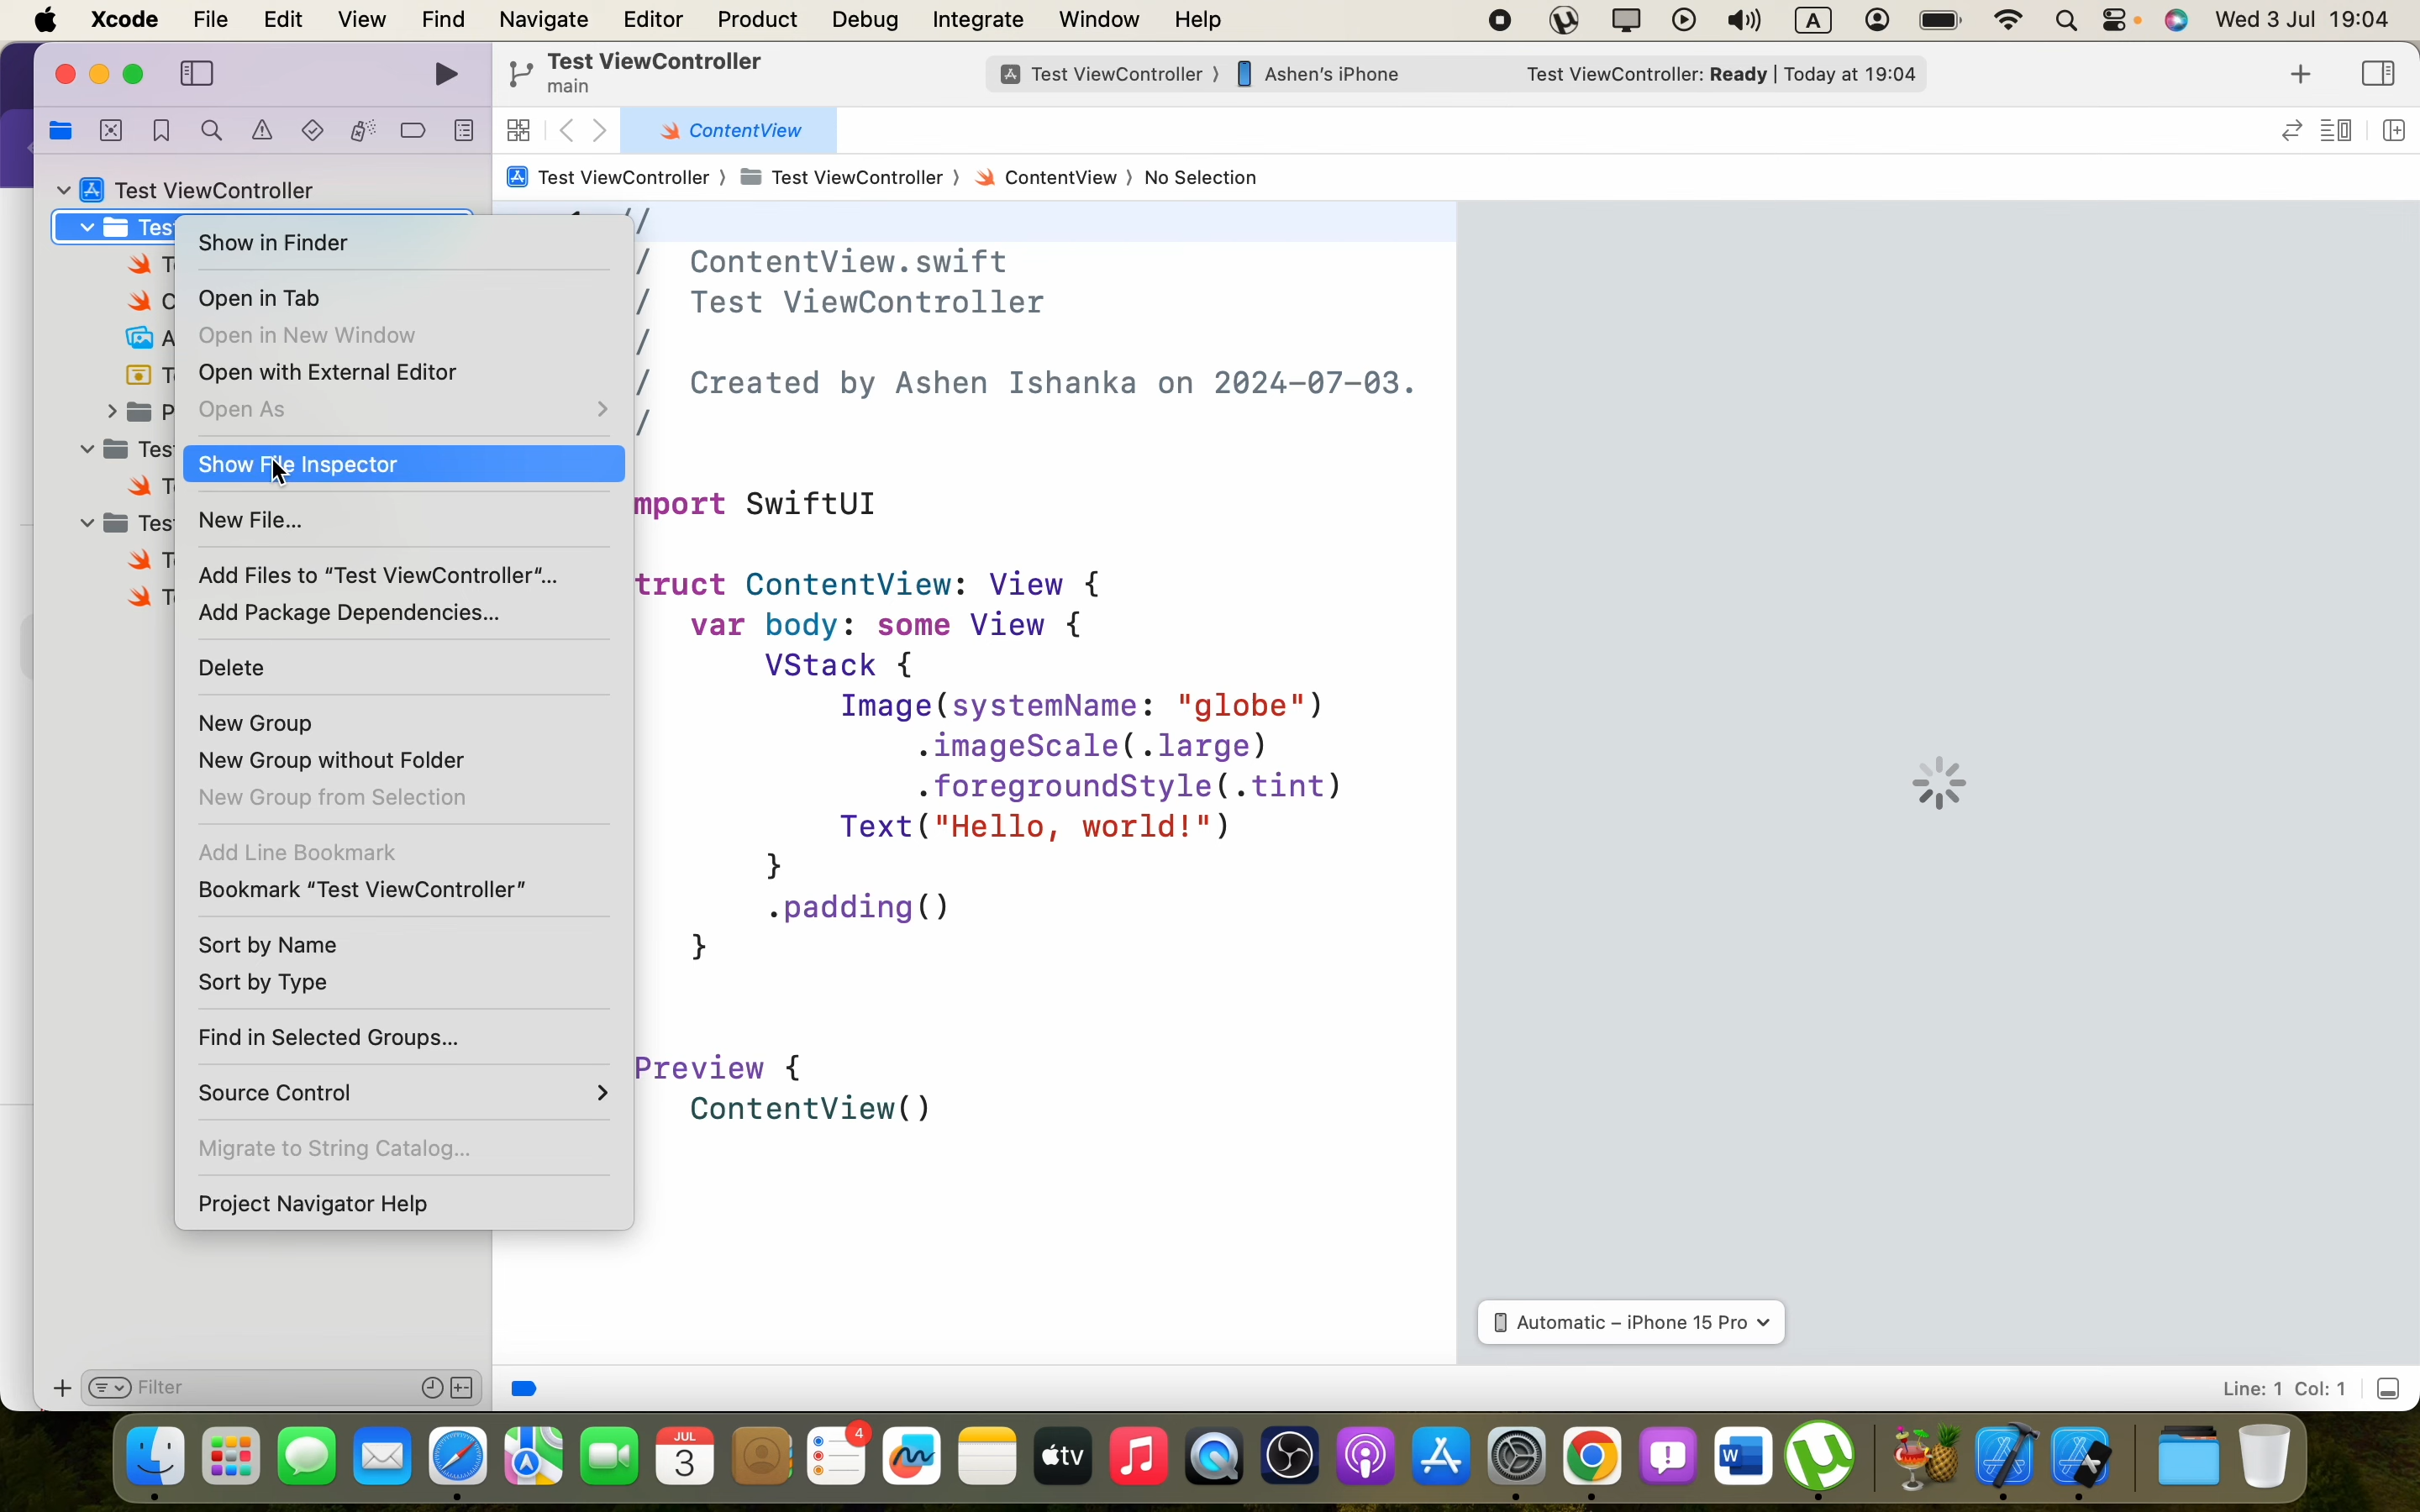 Xcode File Edit View Find Navigate Editor Product Debug Integrate Window Help A Wed 3 Jul 19:04
Test ViewController
main
Test ViewController 〉 Ashen's iPhone Test ViewController: Ready | Today at 19:04
ContentView
Test ViewController 〉 Test ViewController 〉 ContentView 〉 No Selection
Test ViewController
Show in Finder
Open in Tab
Open in New Window
Open with External Editor
Open As
Show File Inspector
New File...
Add Files to “Test ViewController“...
Add Package Dependencies...
Delete
New Group
New Group without Folder
New Group from Selection
Add Line Bookmark
Bookmark “Test ViewController”
Sort by Name
Sort by Type
Find in Selected Groups...
Source Control
Migrate to String Catalog...
Project Navigator Help
//
/ ContentView.swift
/ Test ViewController
/
/ Created by Ashen Ishanka on 2024-07-03.
/
mport SwiftUI
truct ContentView: View {
var body: some View {
VStack {
Image(systemName: "globe")
.imageScale(.large)
.foregroundStyle(.tint)
Text("Hello, world!")
}
.padding()
}
Preview {
ContentView()
Automatic – iPhone 15 Pro
Filter
Line: 1 Col: 1
JUL
3
4
tv
W